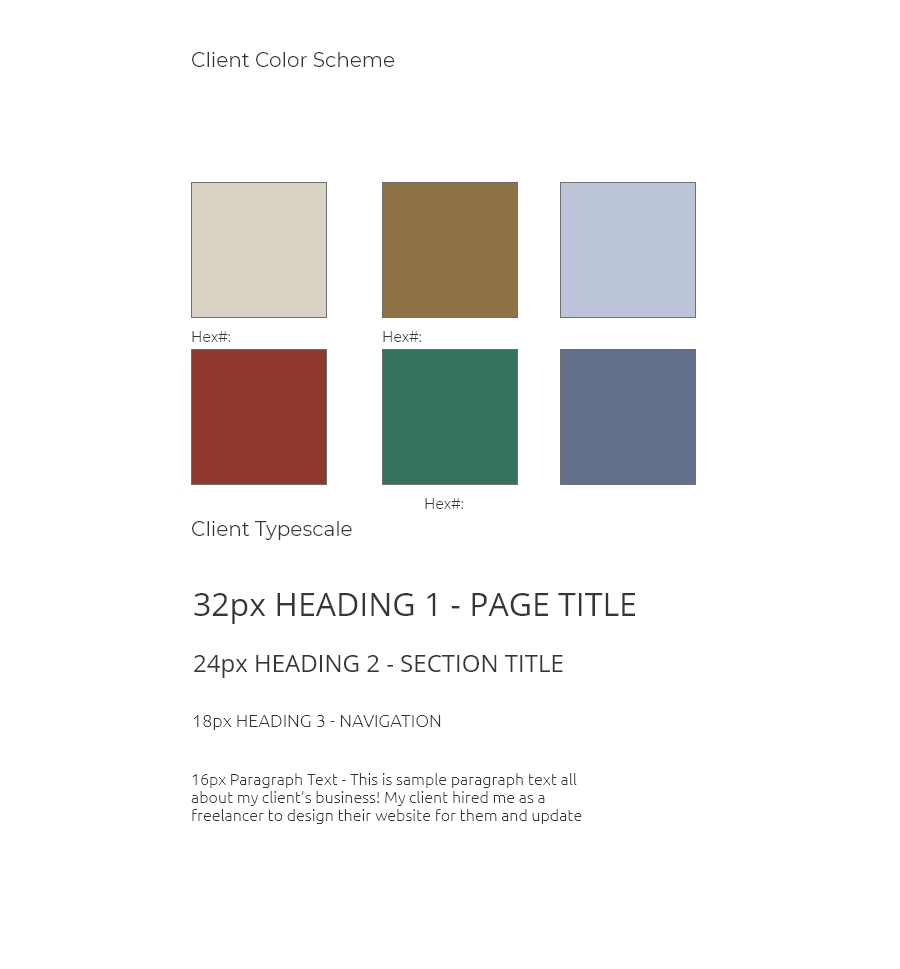 Client Color Scheme
Hex#:
Hex#:
Hex#:
Client Typescale
32px HEADING 1 - PAGE TITLE
24px HEADING 2 - SECTION TITLE
18px HEADING 3 - NAVIGATION
16px Paragraph Text - This is sample paragraph text all
about my client’s business! My client hired me as a
freelancer to design their website for them and update